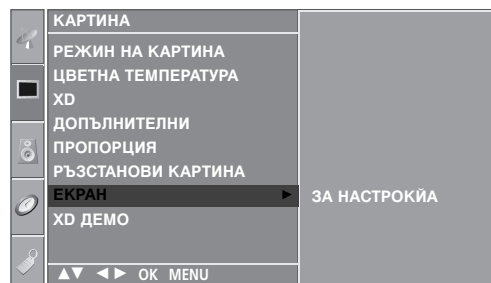 КАРТИНА
РЕЖИН НА КАРТИНА
ЦВЕТНА ТЕМПЕРАТУРА
XD
ДОПЪЛНИТЕЛНИ
ПРОПОРЦИЯ
РЪЗСТАНОВИ КАРТИНА
ЕКРАН ► ЗА НАСТРОКЙА
XD ДЕМО
▲▼ ◄► OK MENU